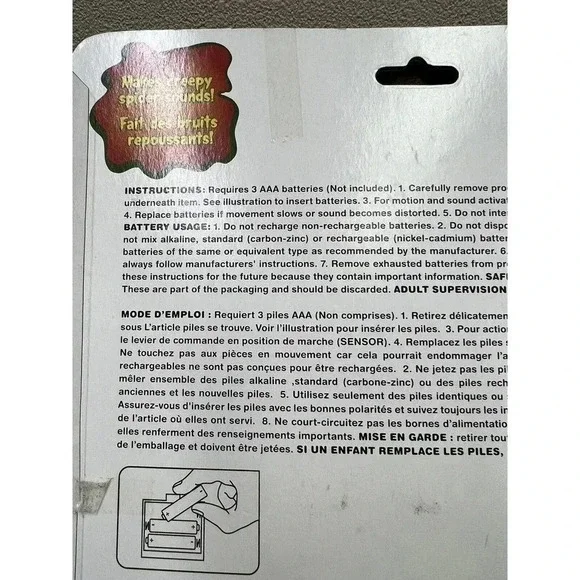 Makes creepy
spider sounds!
Fait des bruits
repoussants!
INSTRUCTIONS: Requires 3 AAA batteries (Not included). 1. Carefully remove pro
underneath item. See illustration to insert batteries. 3. For motion and sound activat
4. Replace batteries if movement slows or sound becomes distorted. 5. Do not inte
BATTERY USAGE: 1. Do not recharge non-rechargeable batteries. 2. Do not dispo
not mix alkaline, standard (carbon-zinc) or rechargeable (nickel-cadmium) batter
batteries of the same or equivalent type as recommended by the manufacturer. 6.
always follow manufacturers' instructions. 7. Remove exhausted batteries from pr
these instructions for the future because they contain important information. SAF
These are part of the packaging and should be discarded. ADULT SUPERVISION
MODE D'EMPLOI : Requiert 3 piles AAA (Non comprises). 1. Retirez délicatemen
sous L'article piles se trouve. Voir l'illustration pour insérer les piles. 3. Pour action
le levier de commande en position de marche (SENSOR). 4. Remplacez les piles s
Ne touchez pas aux pièces en mouvement car cela pourrait endommager l'a
rechargeables ne sont pas conçues pour être rechargées. 2. Ne jetez pas les pil
mêler ensemble des piles alkaline ,standard (carbone-zinc) ou des piles rech
anciennes et les nouvelles piles. 5. Utilisez seulement des piles identiques ou
Assurez-vous d'insérer les piles avec les bonnes polarités et suivez toujours les in
de l'article où elles ont servi. 8. Ne court-circuitez pas les bornes d'alimentation
elles renferment des renseignements importants. MISE EN GARDE : retirer tout
de l'emballage et doivent être jetées. SI UN ENFANT REMPLACE LES PILES,